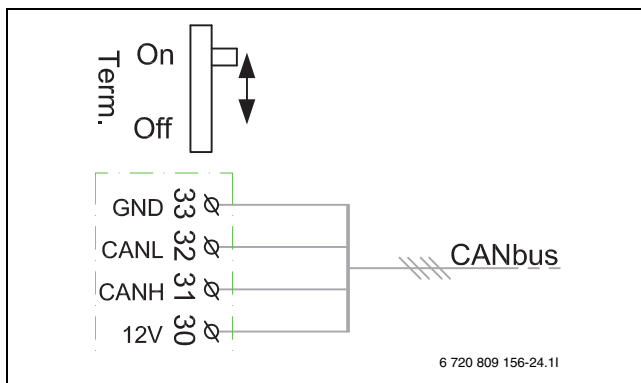 On
Term.
Off
GND 33
CANL 32
CANH 31
12V 30
CANbus
6 720 809 156-24.1I